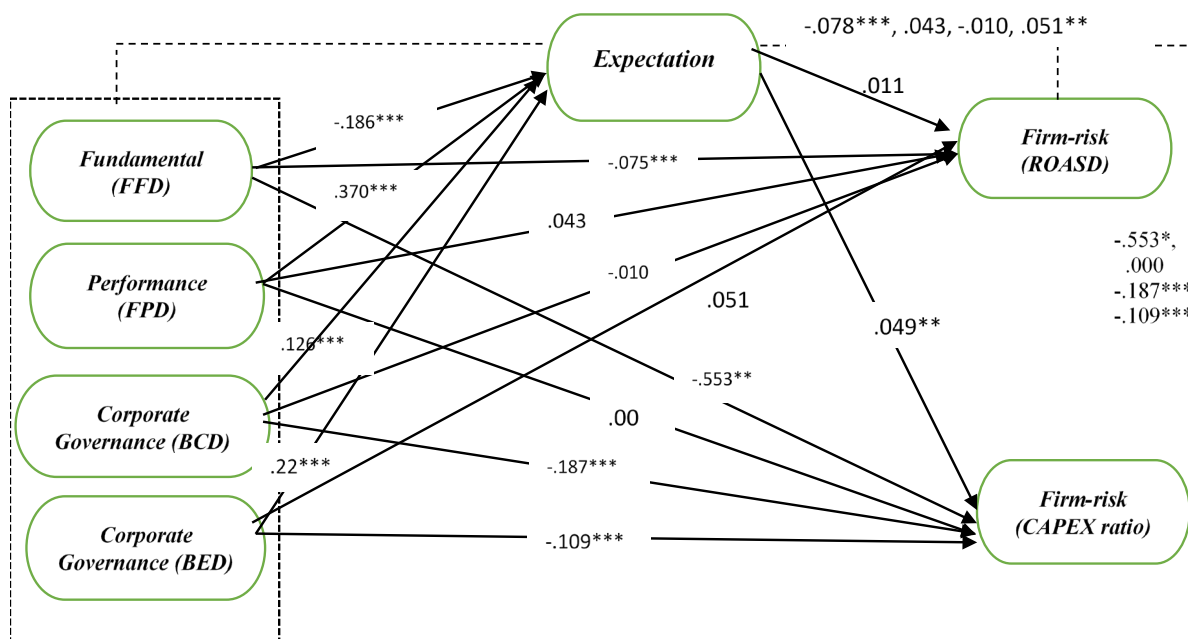 -.078***, .043, -.010, .051**
Expectation
.011
-.186***
Fundamental
(FFD)
-.075***
Firm-risk
(ROASD)
.370***
.043
-.553*,
.000
-.187***
-.109***
Performance
(FPD)
-.010
.051
.049**
.126***
-.553**
.00
Corporate
Governance (BCD)
.22***
-.187***
Corporate
Governance (BED)
-.109***
Firm-risk
(CAPEX ratio)